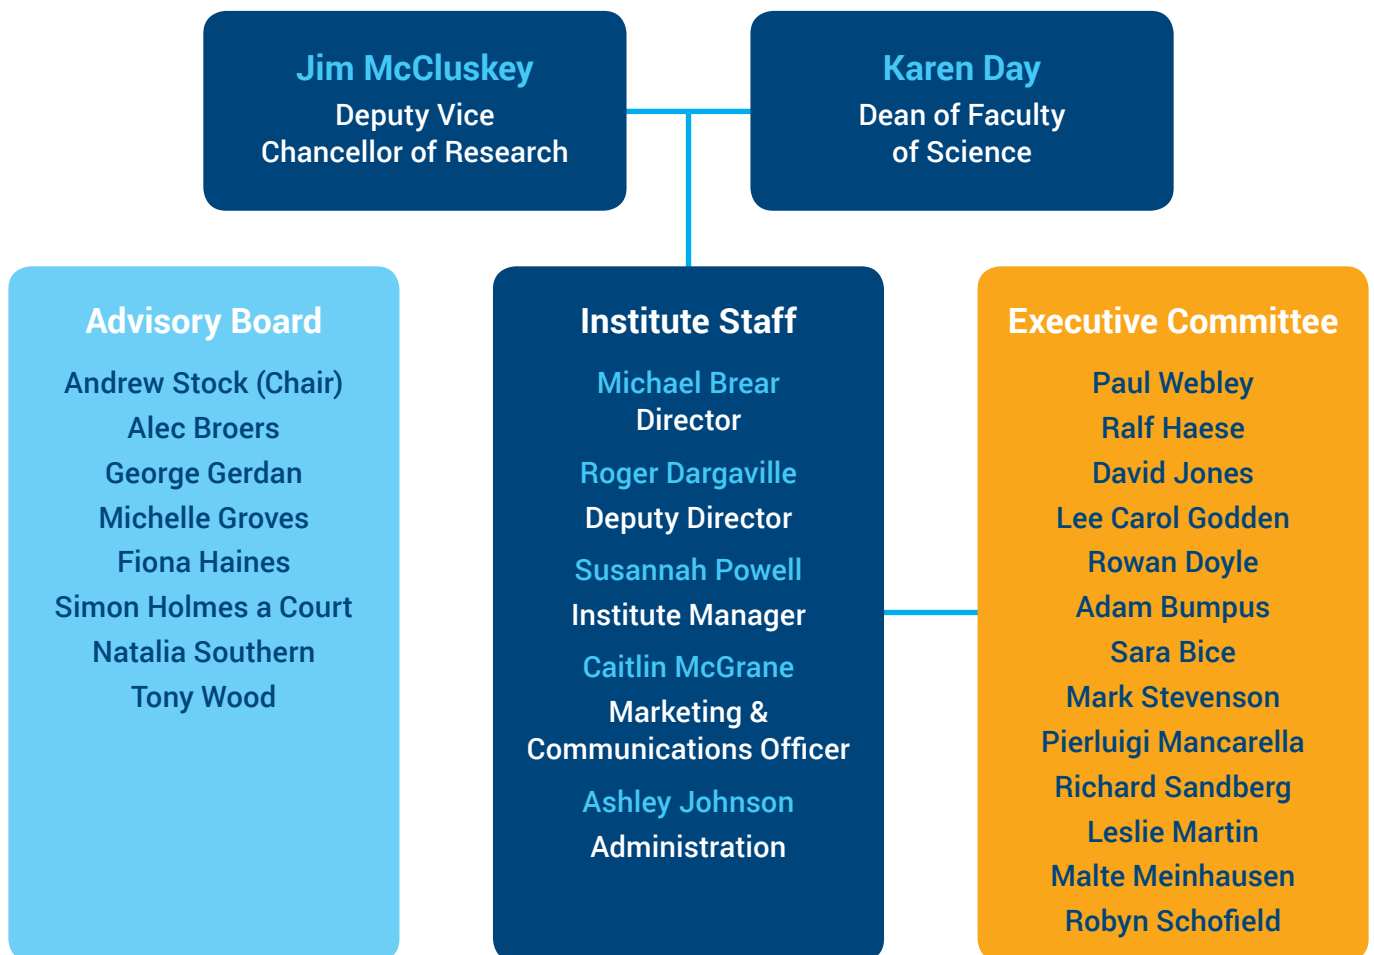 Jim McCluskey
Deputy Vice
Chancellor of Research
Karen Day
Dean of Faculty
of Science
Advisory Board
Andrew Stock (Chair)
Alec Broers
George Gerdan
Michelle Groves
Fiona Haines
Simon Holmes a Court
Natalia Southern
Tony Wood
Institute Staff
Michael Brear
Director
Roger Dargaville
Deputy Director
Susannah Powell
Institute Manager
Caitlin McGrane
Marketing &
Communications Officer
Ashley Johnson
Administration
Executive Committee
Paul Webley
Ralf Haese
David Jones
Lee Carol Godden
Rowan Doyle
Adam Bumpus
Sara Bice
Mark Stevenson
Pierluigi Mancarella
Richard Sandberg
Leslie Martin
Malte Meinhausen
Robyn Schofield